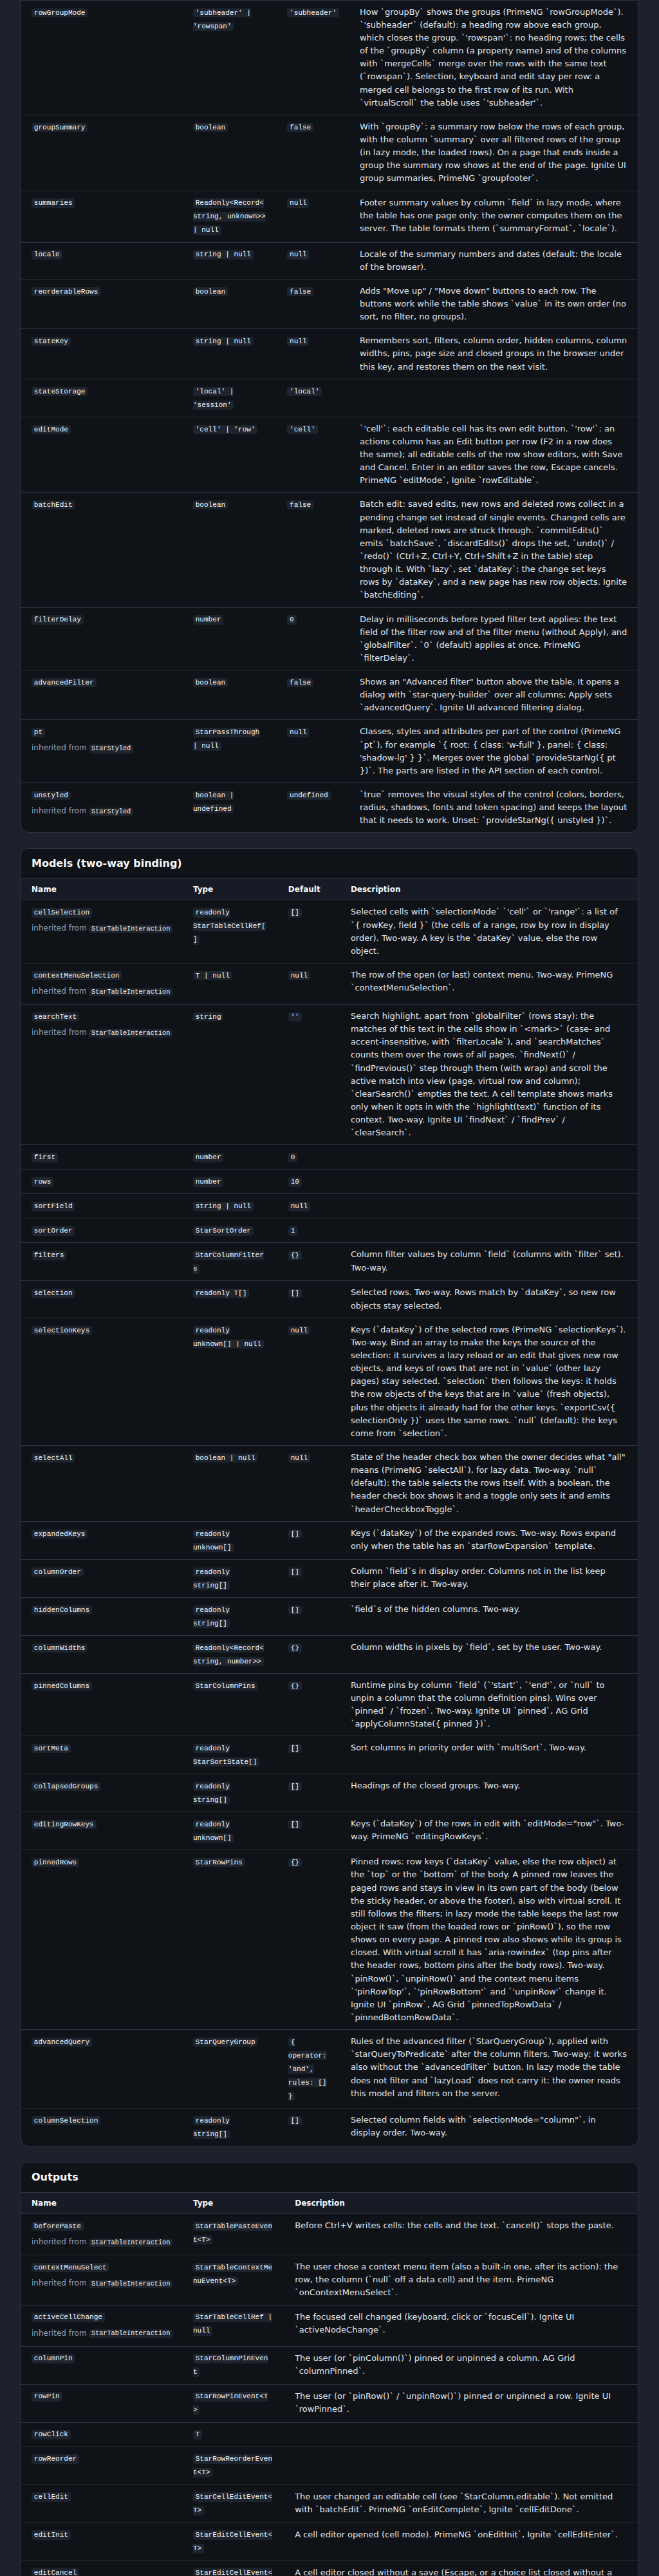 rowGroupMode 'subheader' | 'subheader' How `groupBy` shows the groups (PrimeNG `rowGroupMode`).
'rowspan' `'subheader'` (default): a heading row above each group,
which closes the group. `'rowspan'`: no heading rows; the cells
of the `groupBy` column (a property name) and of the columns
with `mergeCells` merge over the rows with the same text
(`rowspan`). Selection, keyboard and edit stay per row: a
merged cell belongs to the first row of its run. With
`virtualScroll` the table uses `'subheader'`.
groupSummary boolean false With `groupBy`: a summary row below the rows of each group,
with the column `summary` over all filtered rows of the group
(in lazy mode, the loaded rows). On a page that ends inside a
group the summary row shows at the end of the page. Ignite UI
group summaries, PrimeNG `groupfooter`.
summaries Readonly<Record< null Footer summary values by column `field` in lazy mode, where
string, unknown>> the table has one page only: the owner computes them on the
| null server. The table formats them (`summaryFormat`, `locale`).
locale string | null null Locale of the summary numbers and dates (default: the locale
of the browser).
reorderableRows boolean false Adds "Move up" / "Move down" buttons to each row. The
buttons work while the table shows `value` in its own order (no
sort, no filter, no groups).
stateKey string | null null Remembers sort, filters, column order, hidden columns, column
widths, pins, page size and closed groups in the browser under
this key, and restores them on the next visit.
stateStorage 'local' | 'local'
'session'
editMode 'cell' | 'row' 'cell' `'cell'`: each editable cell has its own edit button. `'row'`: an
actions column has an Edit button per row (F2 in a row does
the same); all editable cells of the row show editors, with Save
and Cancel. Enter in an editor saves the row, Escape cancels.
PrimeNG `editMode`, Ignite `rowEditable`.
batchEdit boolean false Batch edit: saved edits, new rows and deleted rows collect in a
pending change set instead of single events. Changed cells are
marked, deleted rows are struck through. `commitEdits()`
emits `batchSave`, `discardEdits()` drops the set, `undo()` /
`redo()` (Ctrl+Z, Ctrl+Y, Ctrl+Shift+Z in the table) step
through it. With `lazy`, set `dataKey`: the change set keys
rows by `dataKey`, and a new page has new row objects. Ignite
`batchEditing`.
filterDelay number 0 Delay in milliseconds before typed filter text applies: the text
field of the filter row and of the filter menu (without Apply), and
`globalFilter`. `0` (default) applies at once. PrimeNG
`filterDelay`.
advancedFilter boolean false Shows an "Advanced filter" button above the table. It opens a
dialog with `star-query-builder` over all columns; Apply sets
`advancedQuery`. Ignite UI advanced filtering dialog.
pt StarPassThrough null Classes, styles and attributes per part of the control (PrimeNG
inherited from StarStyled | null `pt`), for example `{ root: { class: 'w-full' }, panel: { class:
'shadow-lg' } }`. Merges over the global `provideStarNg({ pt
})`. The parts are listed in the API section of each control.
unstyled boolean | undefined `true` removes the visual styles of the control (colors, borders,
inherited from StarStyled undefined radius, shadows, fonts and token spacing) and keeps the layout
that it needs to work. Unset: `provideStarNg({ unstyled })`.
Models (two-way binding)
Name Type Default Description
cellSelection readonly [] Selected cells with `selectionMode` `'cell'` or `'range'`: a list of
inherited from StarTableInteraction StarTableCellRef[ `{ rowKey, field }` (the cells of a range, row by row in display
] order). Two-way. A key is the `dataKey` value, else the row
object.
contextMenuSelection T | null null The row of the open (or last) context menu. Two-way. PrimeNG
inherited from StarTableInteraction `contextMenuSelection`.
searchText string '' Search highlight, apart from `globalFilter` (rows stay): the
inherited from StarTableInteraction matches of this text in the cells show in `<mark>` (case- and
accent-insensitive, with `filterLocale`), and `searchMatches`
counts them over the rows of all pages. `findNext()` /
`findPrevious()` step through them (with wrap) and scroll the
active match into view (page, virtual row and column);
`clearSearch()` empties the text. A cell template shows marks
only when it opts in with the `highlight(text)` function of its
context. Two-way. Ignite UI `findNext` / `findPrev` /
`clearSearch`.
first number 0
rows number 10
sortField string | null null
sortOrder StarSortOrder 1
filters StarColumnFilter {} Column filter values by column `field` (columns with `filter` set).
s Two-way.
selection readonly T[] [] Selected rows. Two-way. Rows match by `dataKey`, so new row
objects stay selected.
selectionKeys readonly null Keys (`dataKey`) of the selected rows (PrimeNG `selectionKeys`).
unknown[] | null Two-way. Bind an array to make the keys the source of the
selection: it survives a lazy reload or an edit that gives new row
objects, and keys of rows that are not in `value` (other lazy
pages) stay selected. `selection` then follows the keys: it holds
the row objects of the keys that are in `value` (fresh objects),
plus the objects it already had for the other keys. `exportCsv({
selectionOnly })` uses the same rows. `null` (default): the keys
come from `selection`.
selectAll boolean | null null State of the header check box when the owner decides what "all"
means (PrimeNG `selectAll`), for lazy data. Two-way. `null`
(default): the table selects the rows itself. With a boolean, the
header check box shows it and a toggle only sets it and emits
`headerCheckboxToggle`.
expandedKeys readonly [] Keys (`dataKey`) of the expanded rows. Two-way. Rows expand
unknown[] only when the table has an `starRowExpansion` template.
columnOrder readonly [] Column `field`s in display order. Columns not in the list keep
string[] their place after it. Two-way.
hiddenColumns readonly [] `field`s of the hidden columns. Two-way.
string[]
columnWidths Readonly<Record< {} Column widths in pixels by `field`, set by the user. Two-way.
string, number>>
pinnedColumns StarColumnPins {} Runtime pins by column `field` (`'start'`, `'end'`, or `null` to
unpin a column that the column definition pins). Wins over
`pinned` / `frozen`. Two-way. Ignite UI `pinned`, AG Grid
`applyColumnState({ pinned })`.
sortMeta readonly [] Sort columns in priority order with `multiSort`. Two-way.
StarSortState[]
collapsedGroups readonly [] Headings of the closed groups. Two-way.
string[]
editingRowKeys readonly [] Keys (`dataKey`) of the rows in edit with `editMode="row"`. Two-
unknown[] way. PrimeNG `editingRowKeys`.
pinnedRows StarRowPins {} Pinned rows: row keys (`dataKey` value, else the row object) at
the `top` or the `bottom` of the body. A pinned row leaves the
paged rows and stays in view in its own part of the body (below
the sticky header, or above the footer), also with virtual scroll. It
still follows the filters; in lazy mode the table keeps the last row
object it saw (from the loaded rows or `pinRow()`), so the row
shows on every page. A pinned row also shows while its group is
closed. With virtual scroll it has `aria-rowindex` (top pins after
the header rows, bottom pins after the body rows). Two-way.
`pinRow()`, `unpinRow()` and the context menu items
`'pinRowTop'`, `'pinRowBottom'` and `'unpinRow'` change it.
Ignite UI `pinRow`, AG Grid `pinnedTopRowData` /
`pinnedBottomRowData`.
advancedQuery StarQueryGroup { Rules of the advanced filter (`StarQueryGroup`), applied with
operator: `starQueryToPredicate` after the column filters. Two-way; it works
'and', also without the `advancedFilter` button. In lazy mode the table
rules: [] does not filter and `lazyLoad` does not carry it: the owner reads
} this model and filters on the server.
columnSelection readonly [] Selected column fields with `selectionMode="column"`, in
string[] display order. Two-way.
Outputs
Name Type Description
beforePaste StarTablePasteEven Before Ctrl+V writes cells: the cells and the text. `cancel()` stops the paste.
inherited from StarTableInteraction t<T>
contextMenuSelect StarTableContextMe The user chose a context menu item (also a built-in one, after its action): the
inherited from StarTableInteraction nuEvent<T> row, the column (`null` off a data cell) and the item. PrimeNG
`onContextMenuSelect`.
activeCellChange StarTableCellRef | The focused cell changed (keyboard, click or `focusCell`). Ignite UI
inherited from StarTableInteraction null `activeNodeChange`.
columnPin StarColumnPinEven The user (or `pinColumn()`) pinned or unpinned a column. AG Grid
t `columnPinned`.
rowPin StarRowPinEvent<T The user (or `pinRow()` / `unpinRow()`) pinned or unpinned a row. Ignite UI
> `rowPinned`.
rowClick T
rowReorder StarRowReorderEven
t<T>
cellEdit StarCellEditEvent< The user changed an editable cell (see `StarColumn.editable`). Not emitted
T> with `batchEdit`. PrimeNG `onEditComplete`, Ignite `cellEditDone`.
editInit StarEditCellEvent< A cell editor opened (cell mode). PrimeNG `onEditInit`, Ignite `cellEditEnter`.
T>
editCancel StarEditCellEvent< A cell editor closed without a save (Escape, or a choice list closed without a